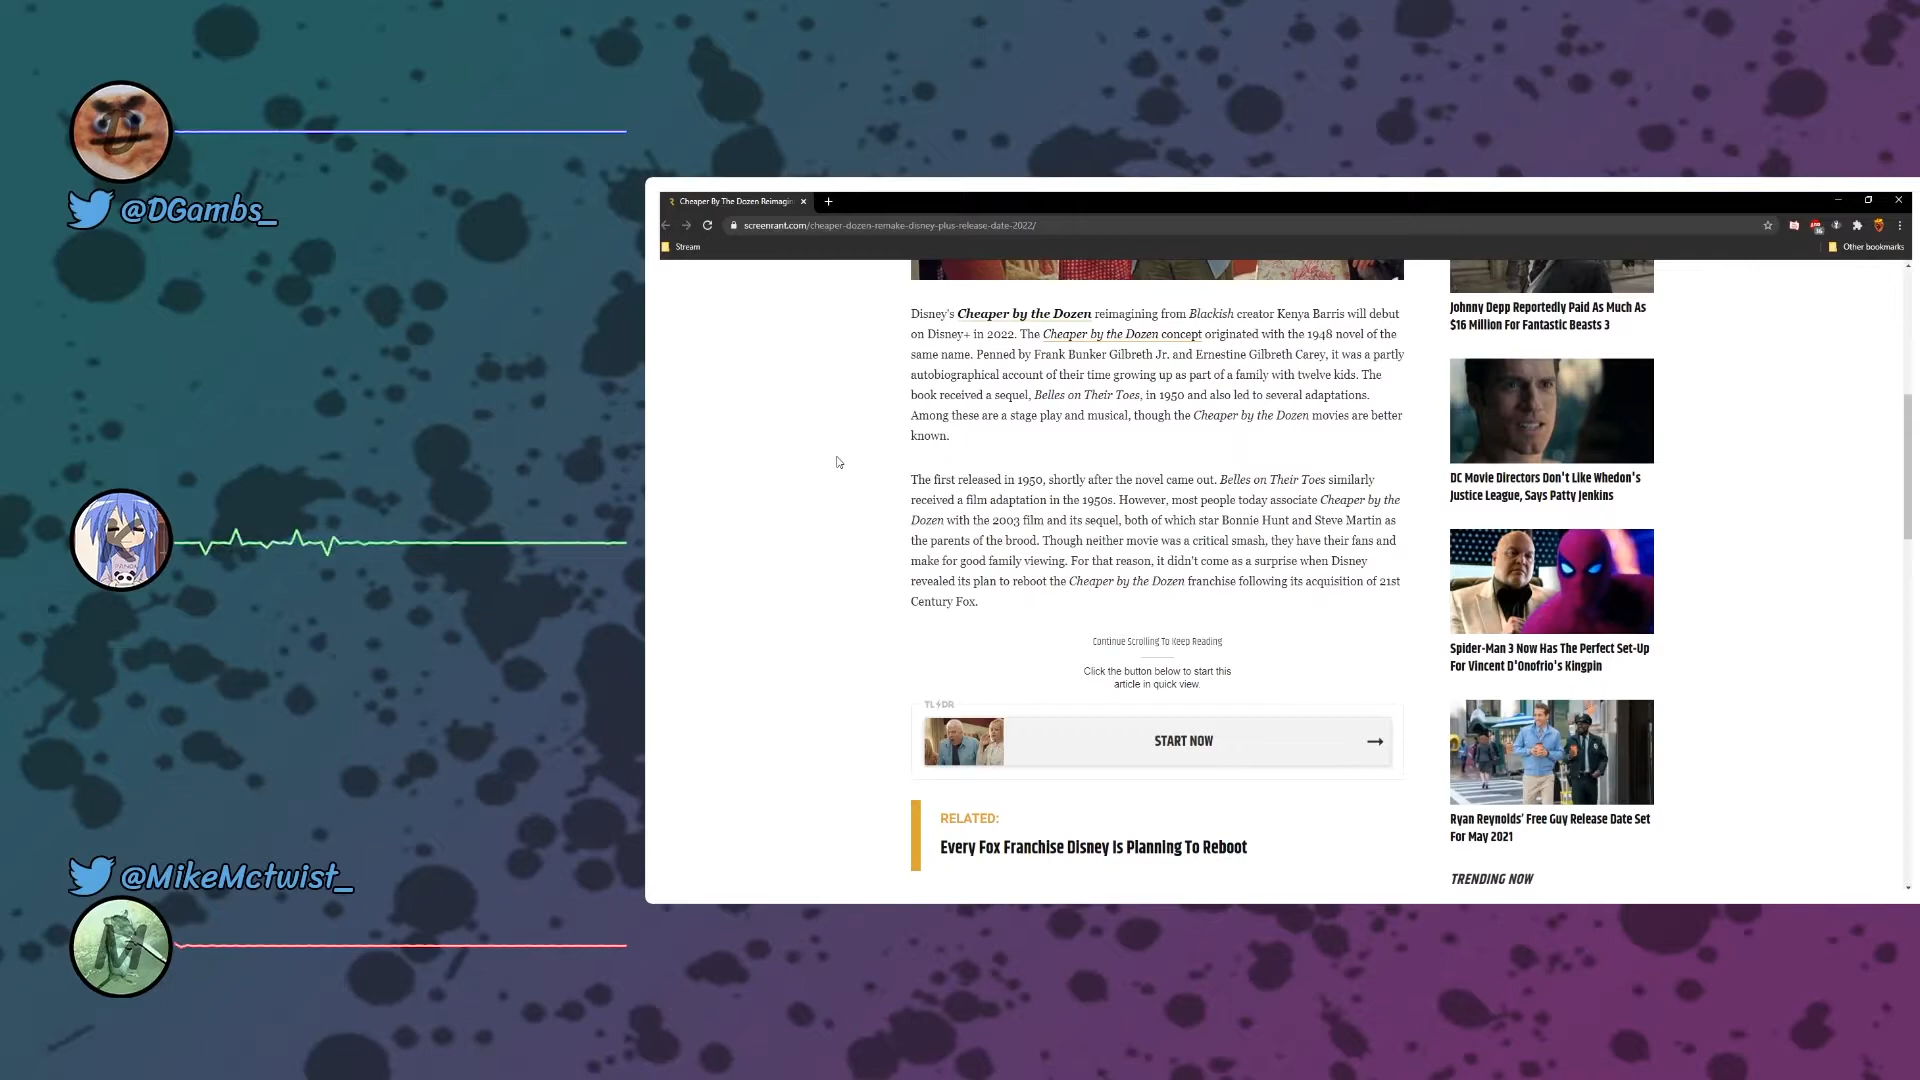 @DGambs_
@MikeMctwist_
Cheaper By The Dozen Reimagin
screenrant.com/cheaper-dozen-remake-disney-plus-release-date-2022/
Stream
Other bookmarks
Disney's Cheaper by the Dozen reimagining from Blackish creator Kenya Barris will debut
on Disney+ in 2022. The Cheaper by the Dozen concept originated with the 1948 novel of the
same name. Penned by Frank Bunker Gilbreth Jr. and Ernestine Gilbreth Carey, it was a partly
autobiographical account of their time growing up as part of a family with twelve kids. The
book received a sequel, Belles on Their Toes, in 1950 and also led to several adaptations.
Among these are a stage play and musical, though the Cheaper by the Dozen movies are better
known.
The first released in 1950, shortly after the novel came out. Belles on Their Toes similarly
received a film adaptation in the 1950s. However, most people today associate Cheaper by the
Dozen with the 2003 film and its sequel, both of which star Bonnie Hunt and Steve Martin as
the parents of the brood. Though neither movie was a critical smash, they have their fans and
make for good family viewing. For that reason, it didn't come as a surprise when Disney
revealed its plan to reboot the Cheaper by the Dozen franchise following its acquisition of 21st
Century Fox.
Continue Scrolling To Keep Reading
Click the button below to start this
article in quick view.
TL DR
START NOW
RELATED:
Every Fox Franchise Disney Is Planning To Reboot
Johnny Depp Reportedly Paid As Much As
$16 Million For Fantastic Beasts 3
DC Movie Directors Don't Like Whedon's
Justice League, Says Patty Jenkins
Spider-Man 3 Now Has The Perfect Set-Up
For Vincent D'Onofrio's Kingpin
Ryan Reynolds' Free Guy Release Date Set
For May 2021
TRENDING NOW